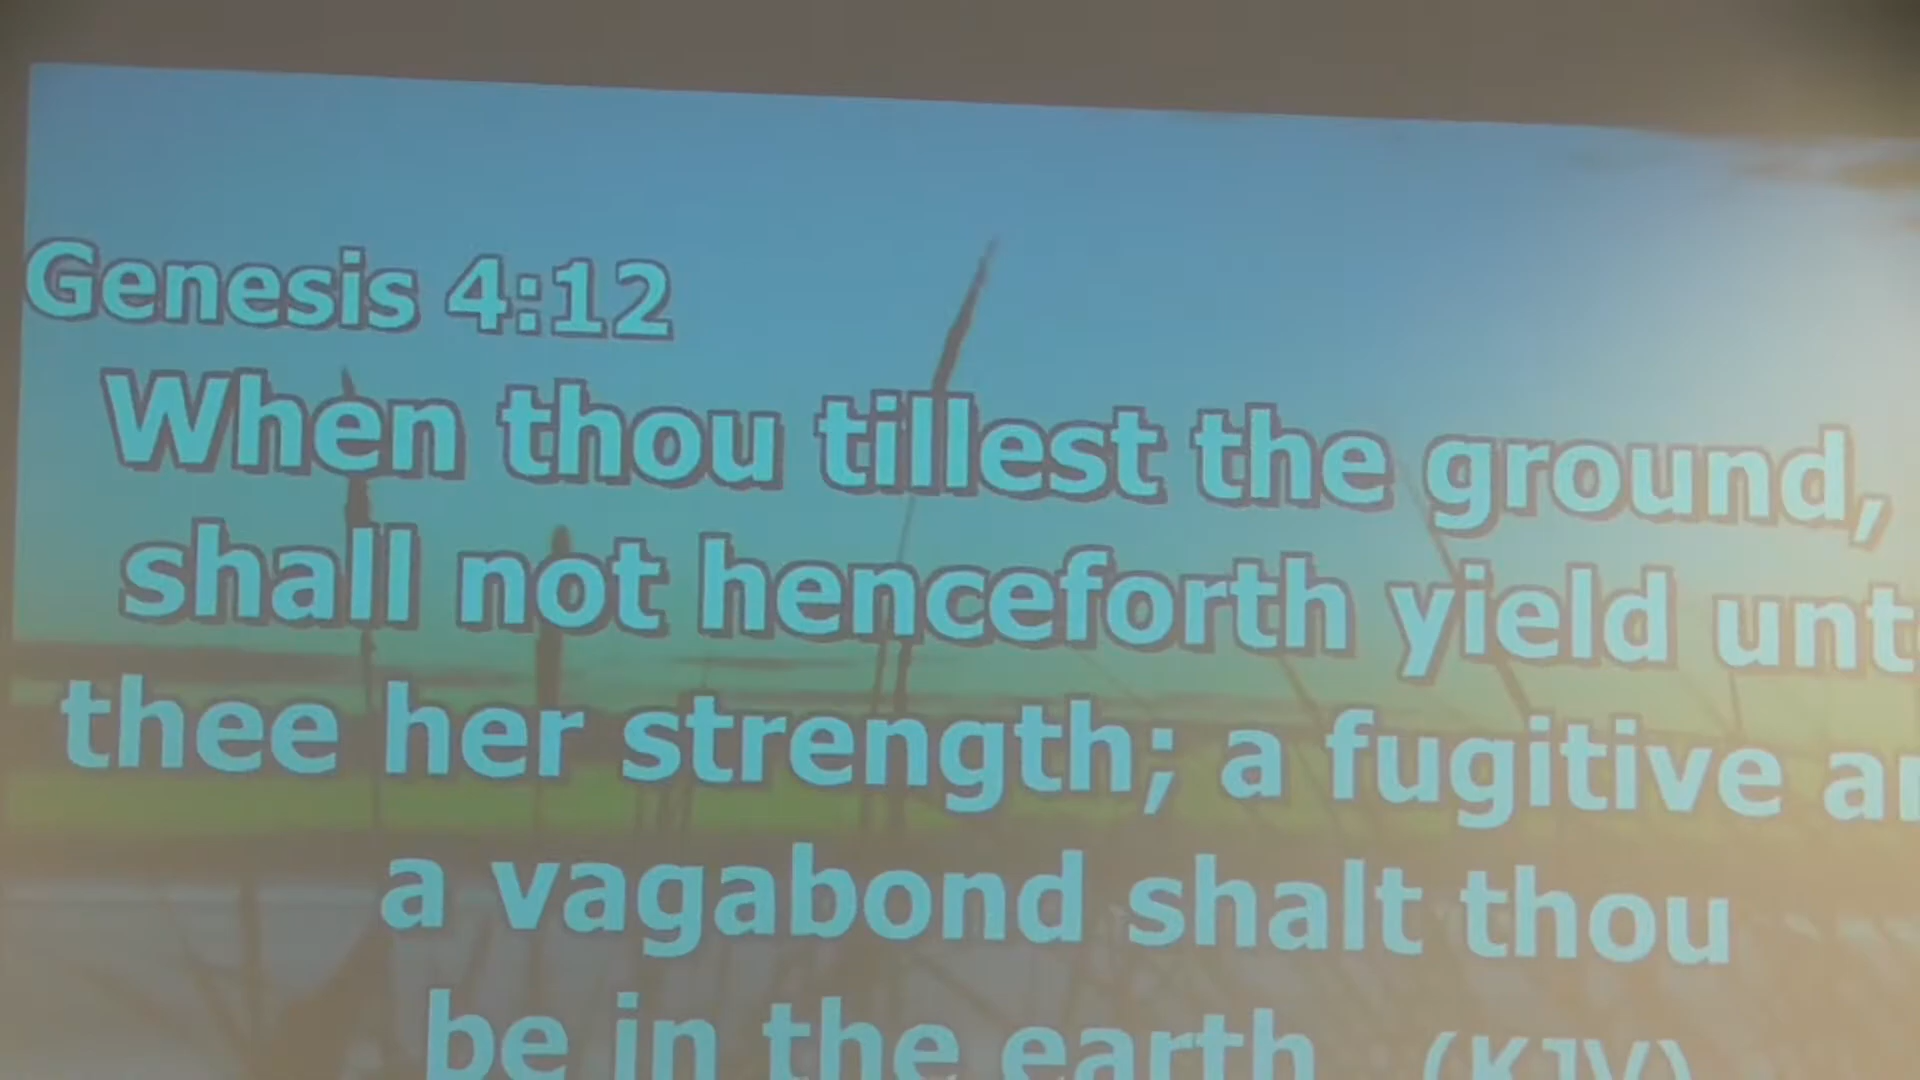 Genesis 4:12
When thou tillest the ground,
shall not henceforth yield unt
thee her strength; a fugitive a
a vagabond shalt thou
be in the earth (KJV)